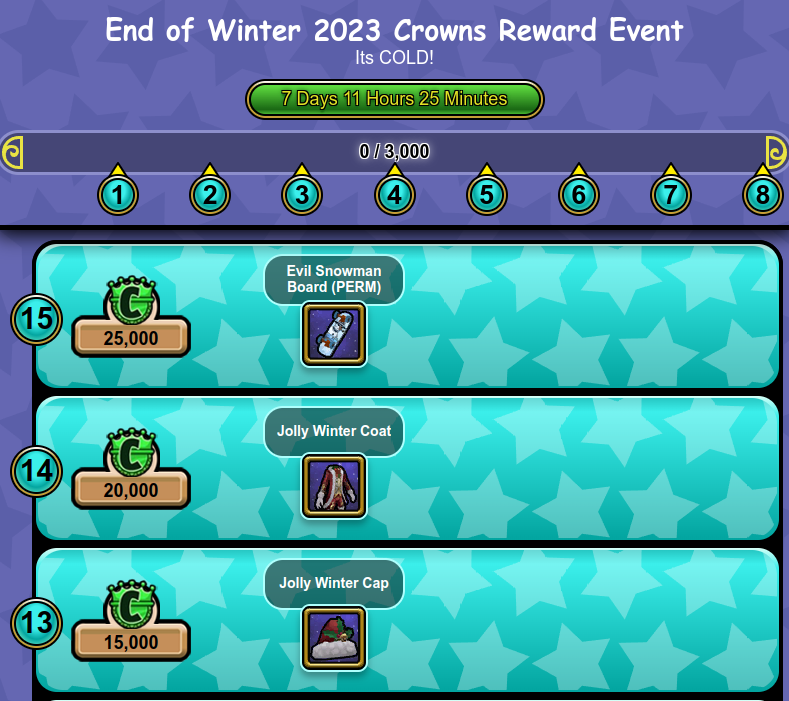 End of Winter 2023 Crowns Reward Event
Its COLD!
7 Days 11 Hours 25 Minutes
0 / 3,000
1 2 3 4 5 6 7 8
Evil Snowman
Board (PERM)
15
C
25,000
Jolly Winter Coat
14
C
20,000
Jolly Winter Cap
13
C
15,000